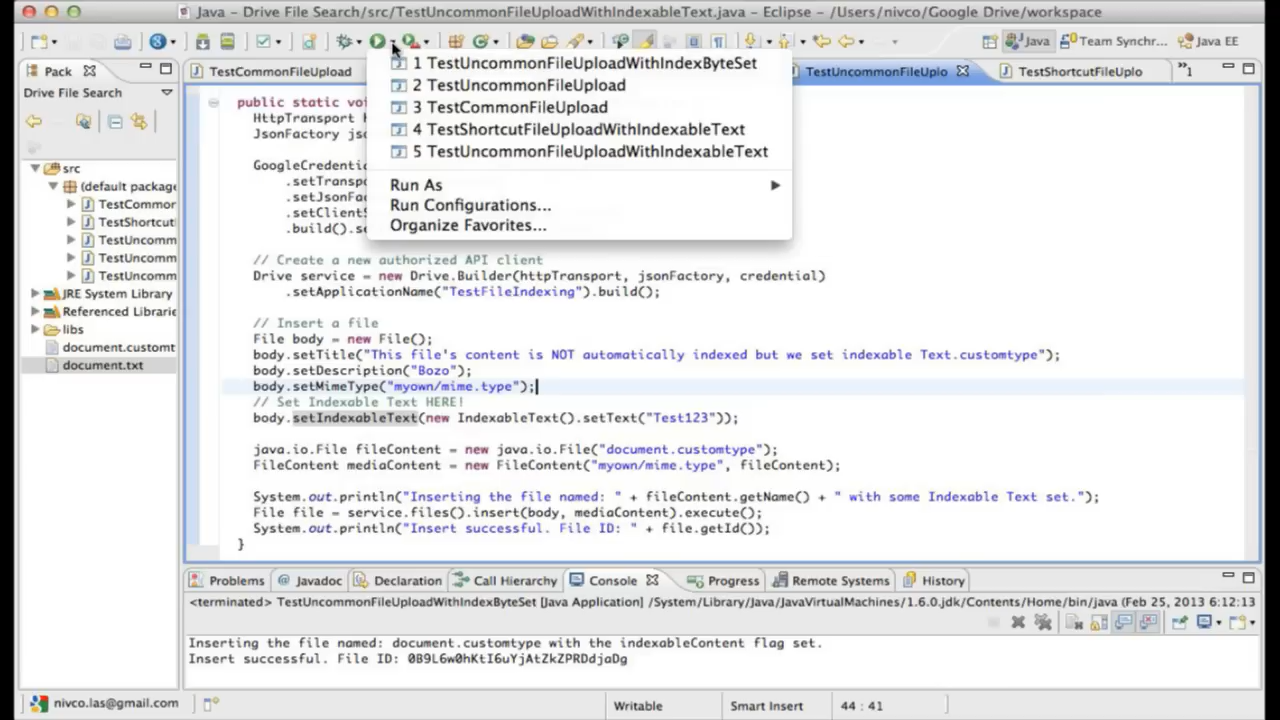 Java - Drive File Search/src/TestUncommonFileUploadWithIndexableText.java - Eclipse - /Users/nivco/Google Drive/workspace
Java
Team Synchr...
Java EE
Pack
TestCommonFileUpload
TestUncommonFileUplo
TestShortcutFileUplo
»1
Drive File Search
1 TestUncommonFileUploadWithIndexByteSet
2 TestUncommonFileUpload
3 TestCommonFileUpload
4 TestShortcutFileUploadWithIndexableText
5 TestUncommonFileUploadWithIndexableText
Run As
Run Configurations...
Organize Favorites...
src
(default package
TestCommon
TestShortcut
TestUncomm
TestUncomm
TestUncomm
JRE System Library
Referenced Librarie
libs
document.customt
document.txt
public static voi
HttpTransport h
JsonFactory jso
GoogleCredenti
.setTranspo
.setJsonFac
.setClientS
.build().se
// Create a new authorized API client
Drive service = new Drive.Builder(httpTransport, jsonFactory, credential)
.setApplicationName("TestFileIndexing").build();
// Insert a file
File body = new File();
body.setTitle("This file's content is NOT automatically indexed but we set indexable Text.customtype");
body.setDescription("Bozo");
body.setMimeType("myown/mime.type");
// Set Indexable Text HERE!
body.setIndexableText(new IndexableText().setText("Test123"));
java.io.File fileContent = new java.io.File("document.customtype");
FileContent mediaContent = new FileContent("myown/mime.type", fileContent);
System.out.println("Inserting the file named: " + fileContent.getName() + " with some Indexable Text set.");
File file = service.files().insert(body, mediaContent).execute();
System.out.println("Insert successful. File ID: " + file.getId());
}
Problems
Javadoc
Declaration
Call Hierarchy
Console
Progress
Remote Systems
History
<terminated> TestUncommonFileUploadWithIndexByteSet [Java Application] /System/Library/Java/JavaVirtualMachines/1.6.0.jdk/Contents/Home/bin/java (Feb 25, 2013 6:12:13
Inserting the file named: document.customtype with the indexableContent flag set.
Insert successful. File ID: 0B9L6w0hKtI6uYjAtZkZPRDdjaDg
nivco.las@gmail.com
Writable
Smart Insert
44 : 41